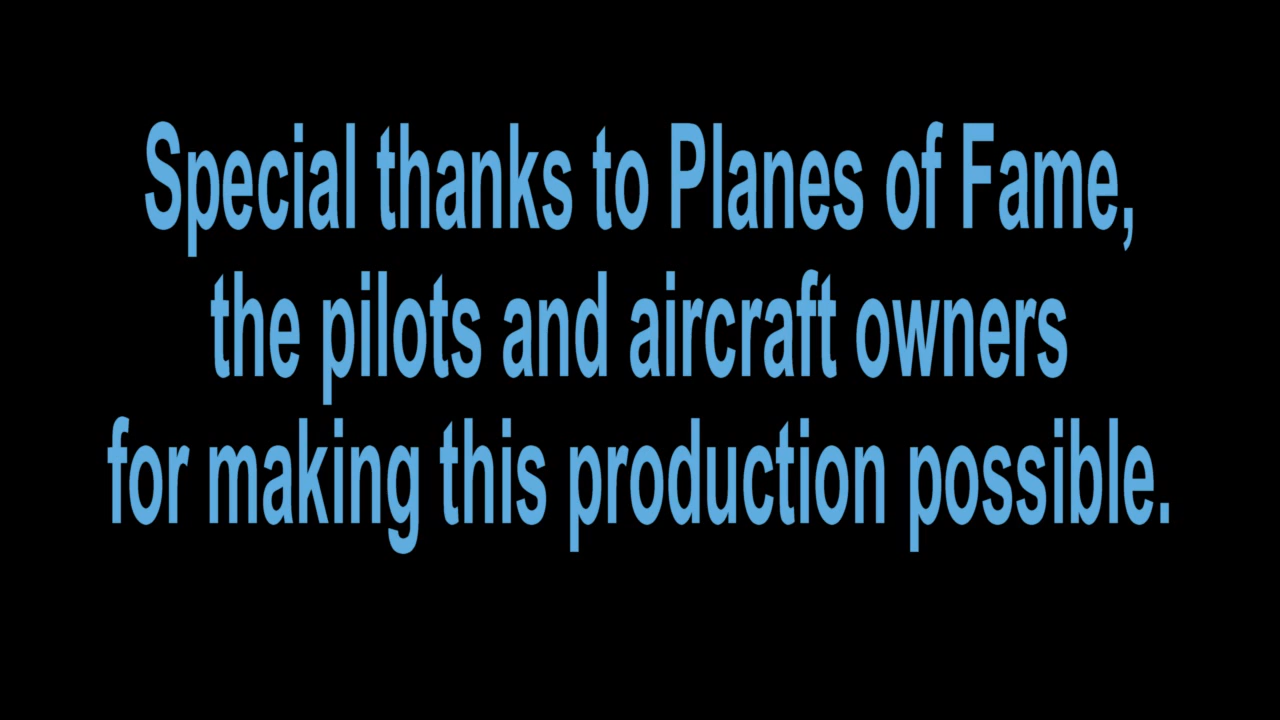 Special thanks to Planes of Fame,
the pilots and aircraft owners
for making this production possible.